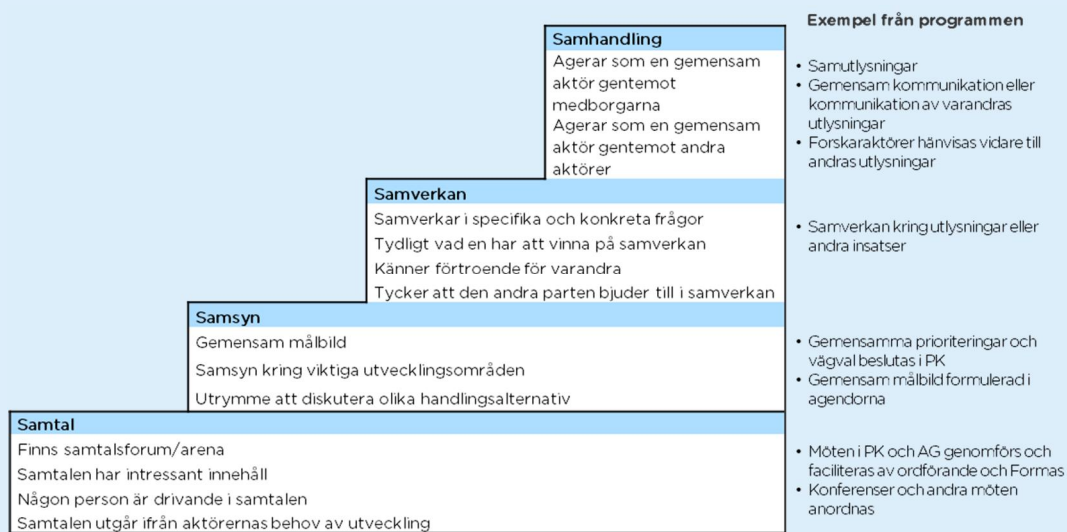 Exempel från programmen
Samhandling
Agerar som en gemensam
aktör gentemot
medborgarna
Agerar som en gemensam
aktör gentemot andra
aktörer
• Samutlysningar
• Gemensam kommunikation eller
kommunikation av varandras
utlysningar
• Forskaraktörer hänvisas vidare till
andras utlysningar
Samverkan
Samverkar i specifika och konkreta frågor
Tydligt vad en har att vinna på samverkan
Känner förtroende för varandra
Tycker att den andra parten bjuder till i samverkan
• Samverkan kring utlysningar eller
andra insatser
Samsyn
Gemensam målbild
Samsyn kring viktiga utvecklingsområden
Utrymme att diskutera olika handlingsalternativ
• Gemensamma prioriteringar och
vägval beslutas i PK
• Gemensam målbild formulerad i
agendorna
Samtal
Finns samtalsforum/arena
Samtalen har intressant innehåll
Någon person är drivande i samtalen
Samtalen utgår ifrån aktörernas behov av utveckling
• Möten i PK och AG genomförs och
faciliteras av ordförande och Formas
• Konferenser och andra möten
anordnas